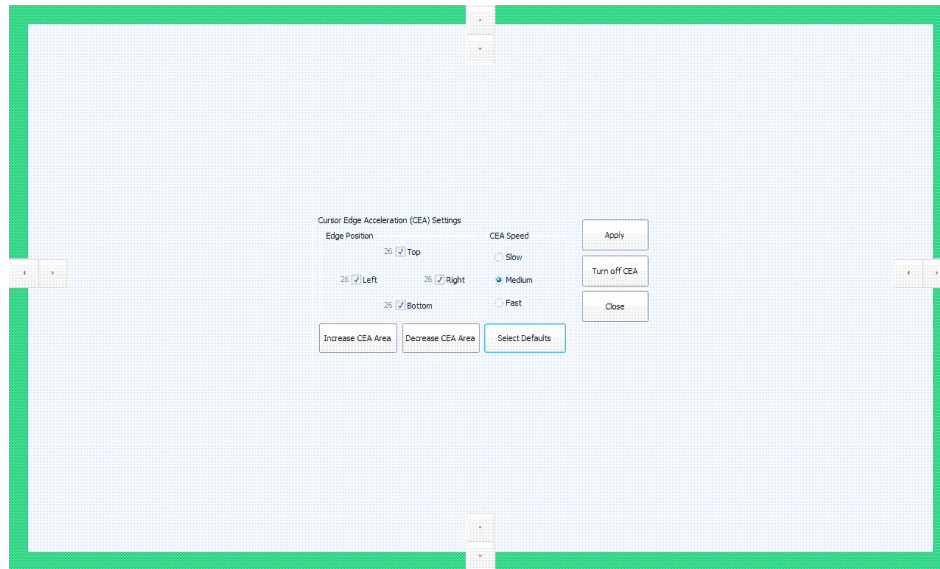 Cursor Edge Acceleration (CEA) Settings
Edge Position
CEA Speed
26 Top
26 Left
26 Right
26 Bottom
Slow
Medium
Fast
Increase CEA Area
Decrease CEA Area
Select Defaults
Apply
Turn off CEA
Close